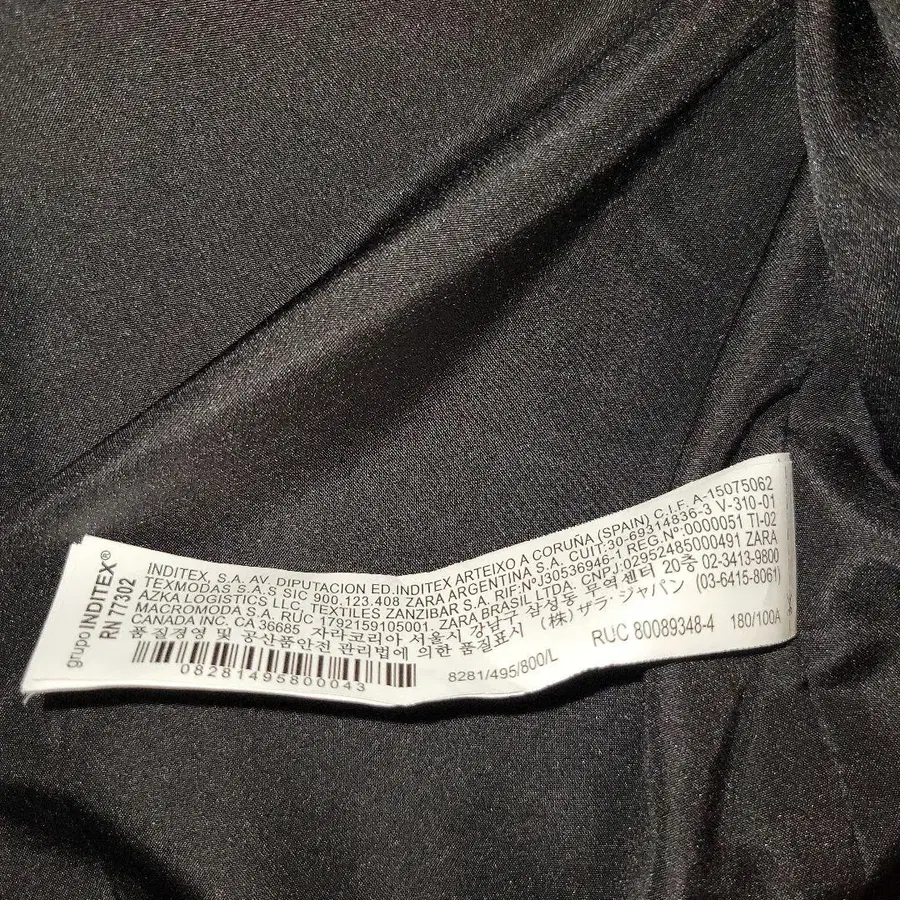 grupo INDITEX®
RN 77302
INDITEX, S.A. AV. DIPUTACION ED.INDITEX ARTEIXO A CORUÑA (SPAIN) C.I.F. A-15075062
TEXMODAS S.A.S SIC 900.123.408 ZARA ARGENTINA S.A. CUIT:30-69314836-3 V-310-01
AZKA LOGISTICS LLC, TEXTILES ZANZIBAR S.A. RIF:NºJ30536946-1 REG.Nº0000051 TI-02
MACROMODA S.A. RUC 1792159105001. ZARA BRASIL LTDA. CNPJ:02952485000491 ZARA
CANADA INC. CA 36685, 자라코리아 서울시 강남구 삼성동 무역센터 20층 02-3413-9800
품질경영 및 공산품안전 관리법에 의한 품질표시 (株) ザラ·ジャパン (03-6415-8061)
08281495800043
8281/495/800/L
RUC 80089348-4
180/100A